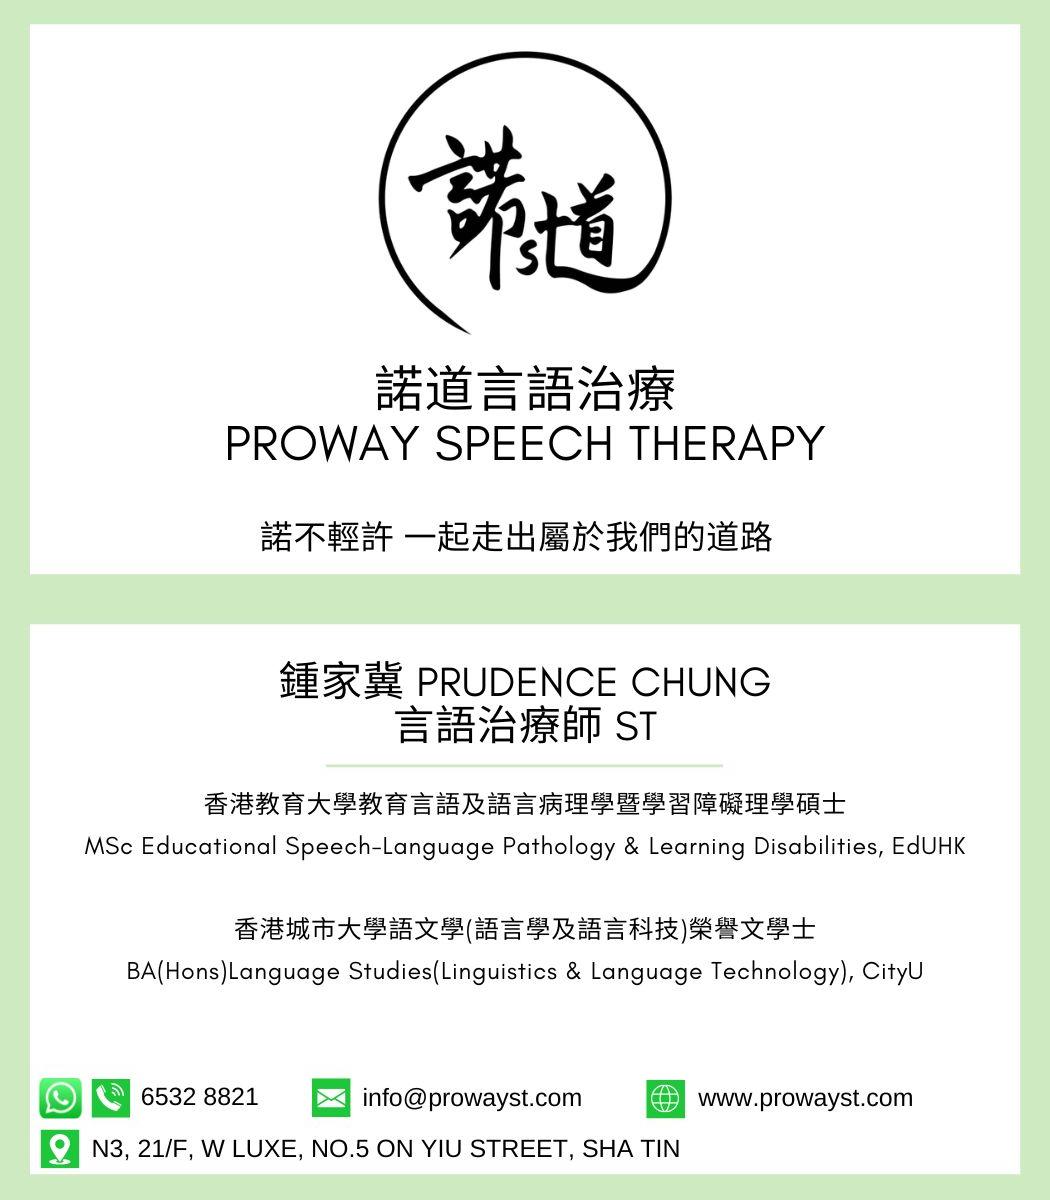 諾st道
諾道言語治療
PROWAY SPEECH THERAPY
諾不輕許 一起走出屬於我們的道路
鍾家冀 PRUDENCE CHUNG
言語治療師 ST
香港教育大學教育言語及語言病理學暨學習障礙理學碩士
MSc Educational Speech-Language Pathology & Learning Disabilities, EdUHK
香港城市大學語文學(語言學及語言科技)榮譽文學士
BA(Hons)Language Studies(Linguistics & Language Technology), CityU
6532 8821 info@prowayst.com www.prowayst.com
N3, 21/F, W LUXE, NO.5 ON YIU STREET, SHA TIN